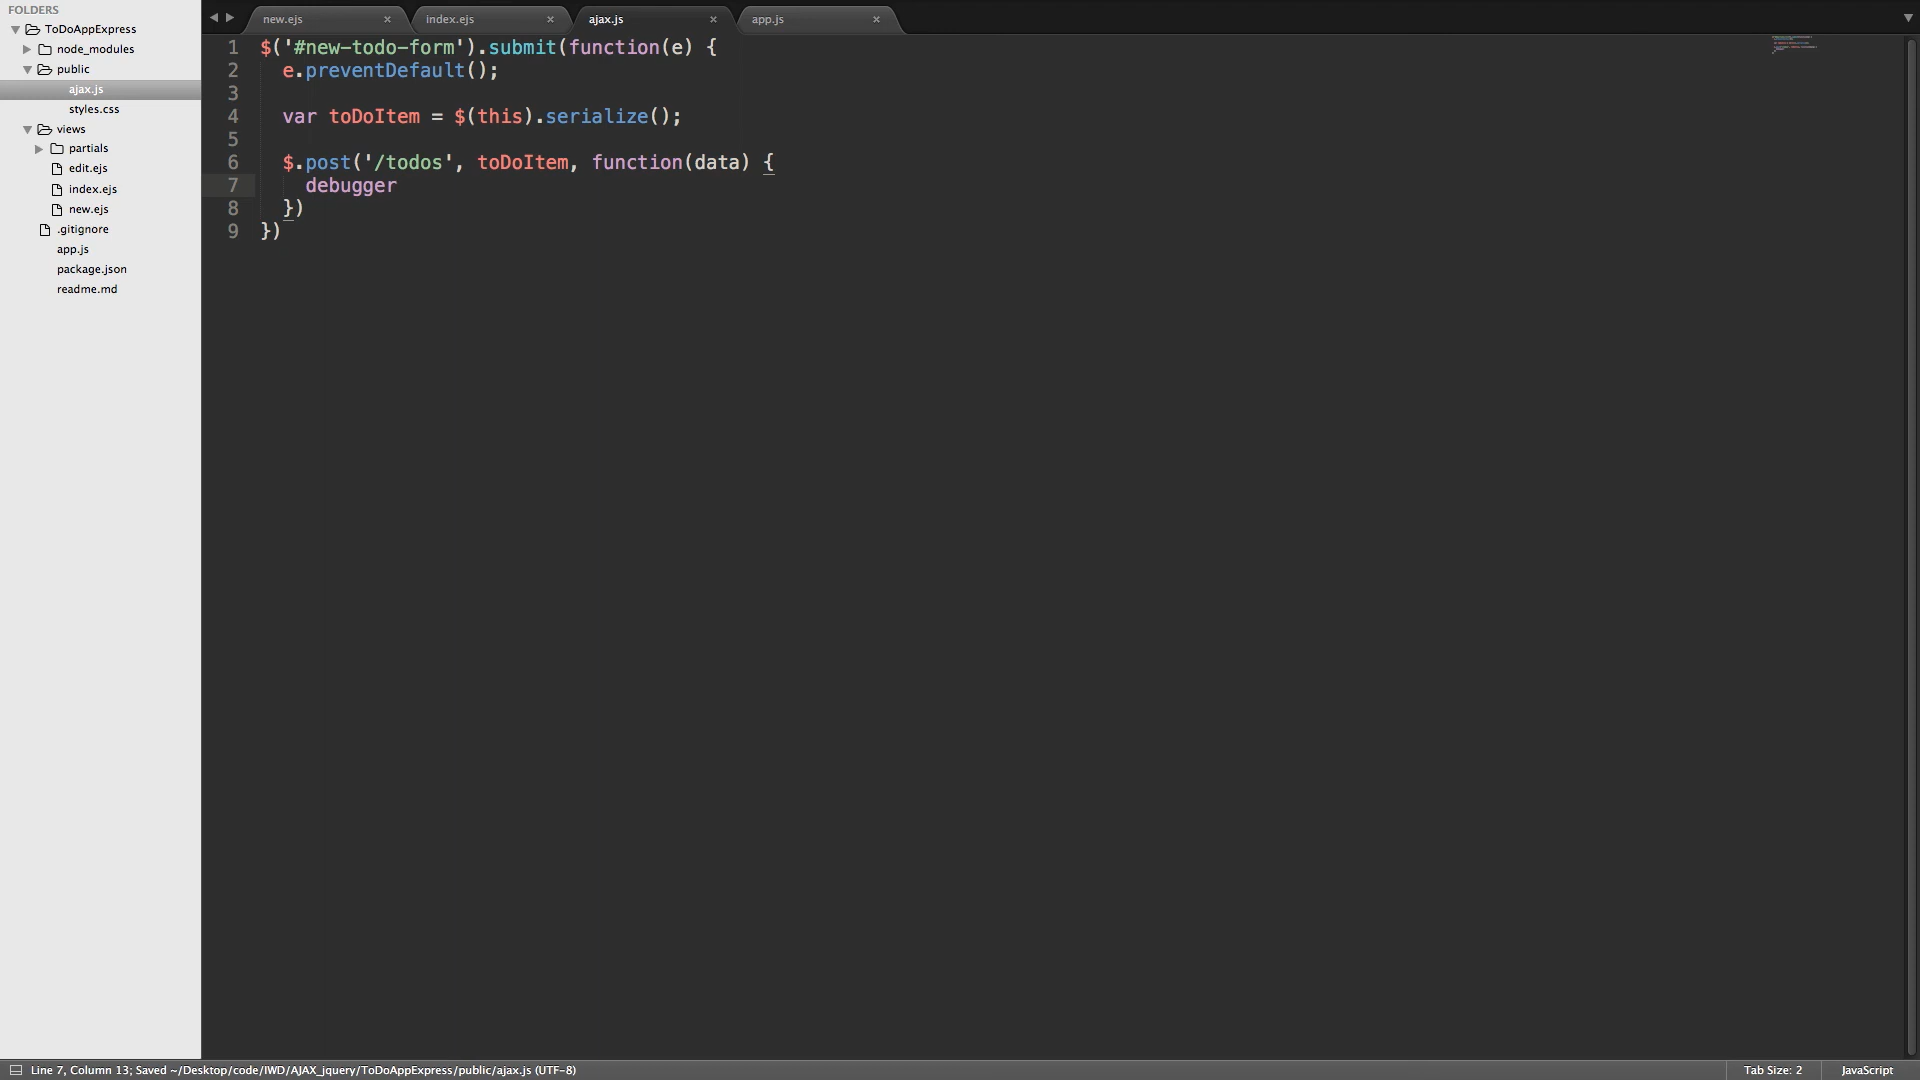 FOLDERS
ToDoAppExpress
node_modules
public
ajax.js
styles.css
views
partials
edit.ejs
index.ejs
new.ejs
.gitignore
app.js
package.json
readme.md
new.ejs × index.ejs × ajax.js × app.js ×
1 $('#new-todo-form').submit(function(e) {
2 e.preventDefault();
3
4 var toDoItem = $(this).serialize();
5
6 $.post('/todos', toDoItem, function(data) {
7 debugger
8 })
9 })
Line 7, Column 13; Saved ~/Desktop/code/IWD/AJAX_jquery/ToDoAppExpress/public/ajax.js (UTF-8) Tab Size: 2 JavaScript